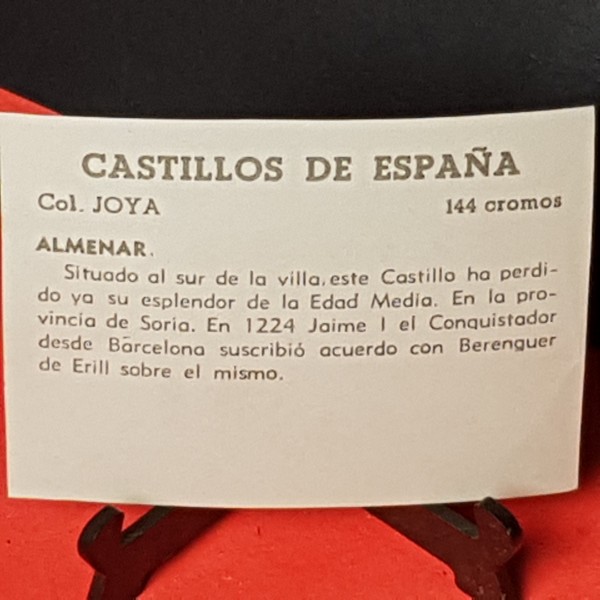 CASTILLOS DE ESPAÑA
Col. JOYA 144 cromos
ALMENAR.
Situado al sur de la villa, este Castillo ha perdi-
do ya su esplendor de la Edad Media. En la pro-
vincia de Soria. En 1224 Jaime I el Conquistador
desde Barcelona suscribió acuerdo con Berenguer
de Erill sobre el mismo.